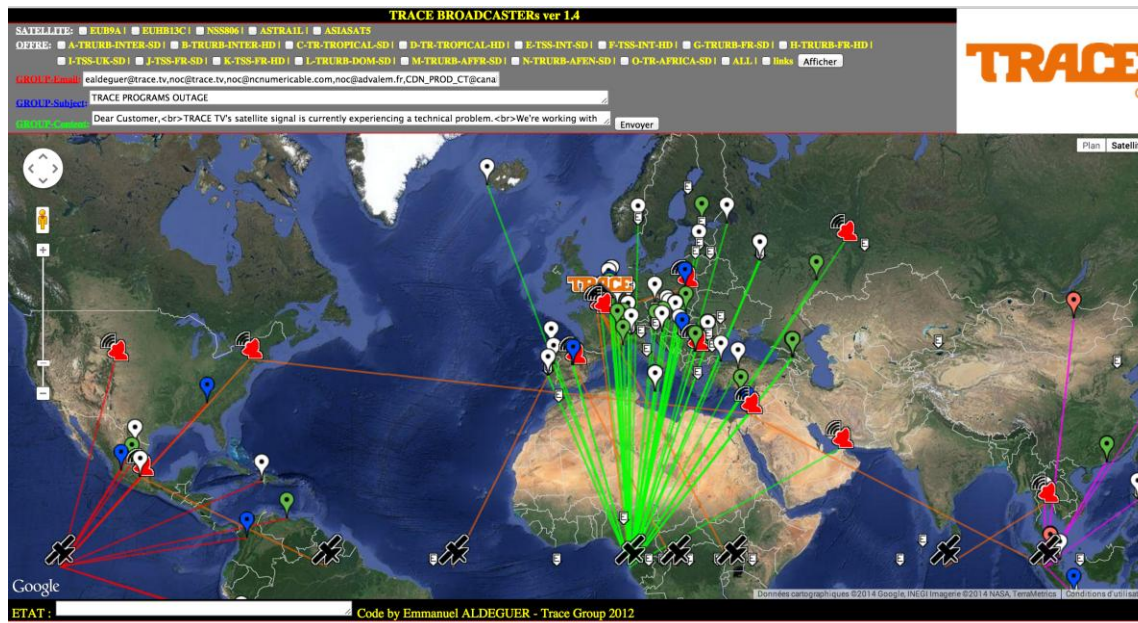 TRACE BROADCASTERs ver 1.4
SATELLITE: EUB9A | EUHB13C | NSS806 | ASTRA1L | ASIASAT5
OFFRE: A-TRURB-INTER-SD | B-TRURB-INTER-HD | C-TR-TROPICAL-SD | D-TR-TROPICAL-HD | E-TSS-INT-SD | F-TSS-INT-HD | G-TRURB-FR-SD | H-TRURB-FR-HD |
I-TSS-UK-SD | J-TSS-FR-SD | K-TSS-FR-HD | L-TRURB-DOM-SD | M-TRURB-AFFR-SD | N-TRURB-AFEN-SD | O-TR-AFRICA-SD | ALL | links Afficher
GROUP-Email: ealdeguer@trace.tv,noc@trace.tv,noc@ncnumericable.com,noc@advalem.fr,CDN_PROD_CT@cana
GROUP-Subject: TRACE PROGRAMS OUTAGE
GROUP-Content: Dear Customer,<br>TRACE TV's satellite signal is currently experiencing a technical problem.<br>We're working with Envoyer
TRACE
Plan Satellit
TRACE
Google
Données cartographiques ©2014 Google, INEGI Imagerie ©2014 NASA, TerraMetrics Conditions d'utilisa
ETAT : Code by Emmanuel ALDEGUER - Trace Group 2012